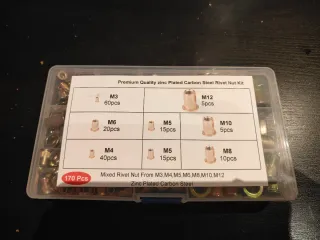 Premium Quality zinc Plated Carbon Steel Rivet Nut Kit
M3
60pcs
M12
5pcs
M6
20pcs
M5
15pcs
M10
5pcs
M4
40pcs
M5
15pcs
M8
10pcs
170 Pcs
Mixed Rivet Nut From M3,M4,M5,M6,M8,M10,M12
Zinc Plated Carbon Steel